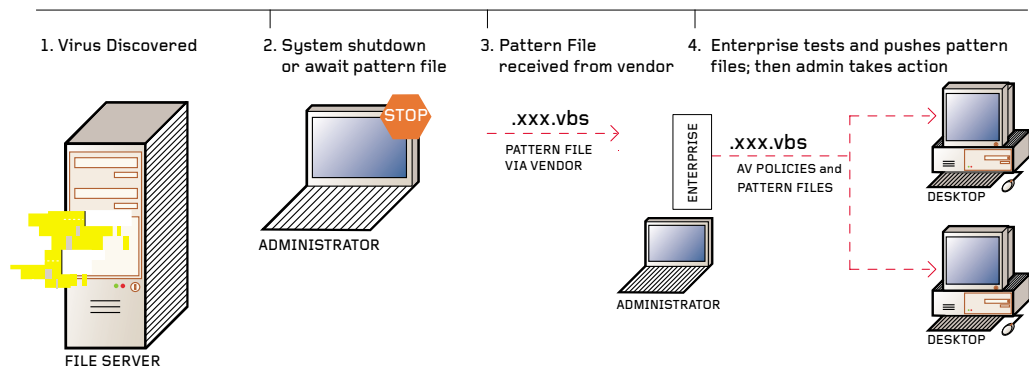 1. Virus Discovered
2. System shutdown
or await pattern file
3. Pattern File
received from vendor
4. Enterprise tests and pushes pattern
files; then admin takes action
STOP
.xxx.vbs
PATTERN FILE
VIA VENDOR
ENTERPRISE
.xxx.vbs
AV POLICIES and
PATTERN FILES
DESKTOP
ADMINISTRATOR
ADMINISTRATOR
DESKTOP
FILE SERVER